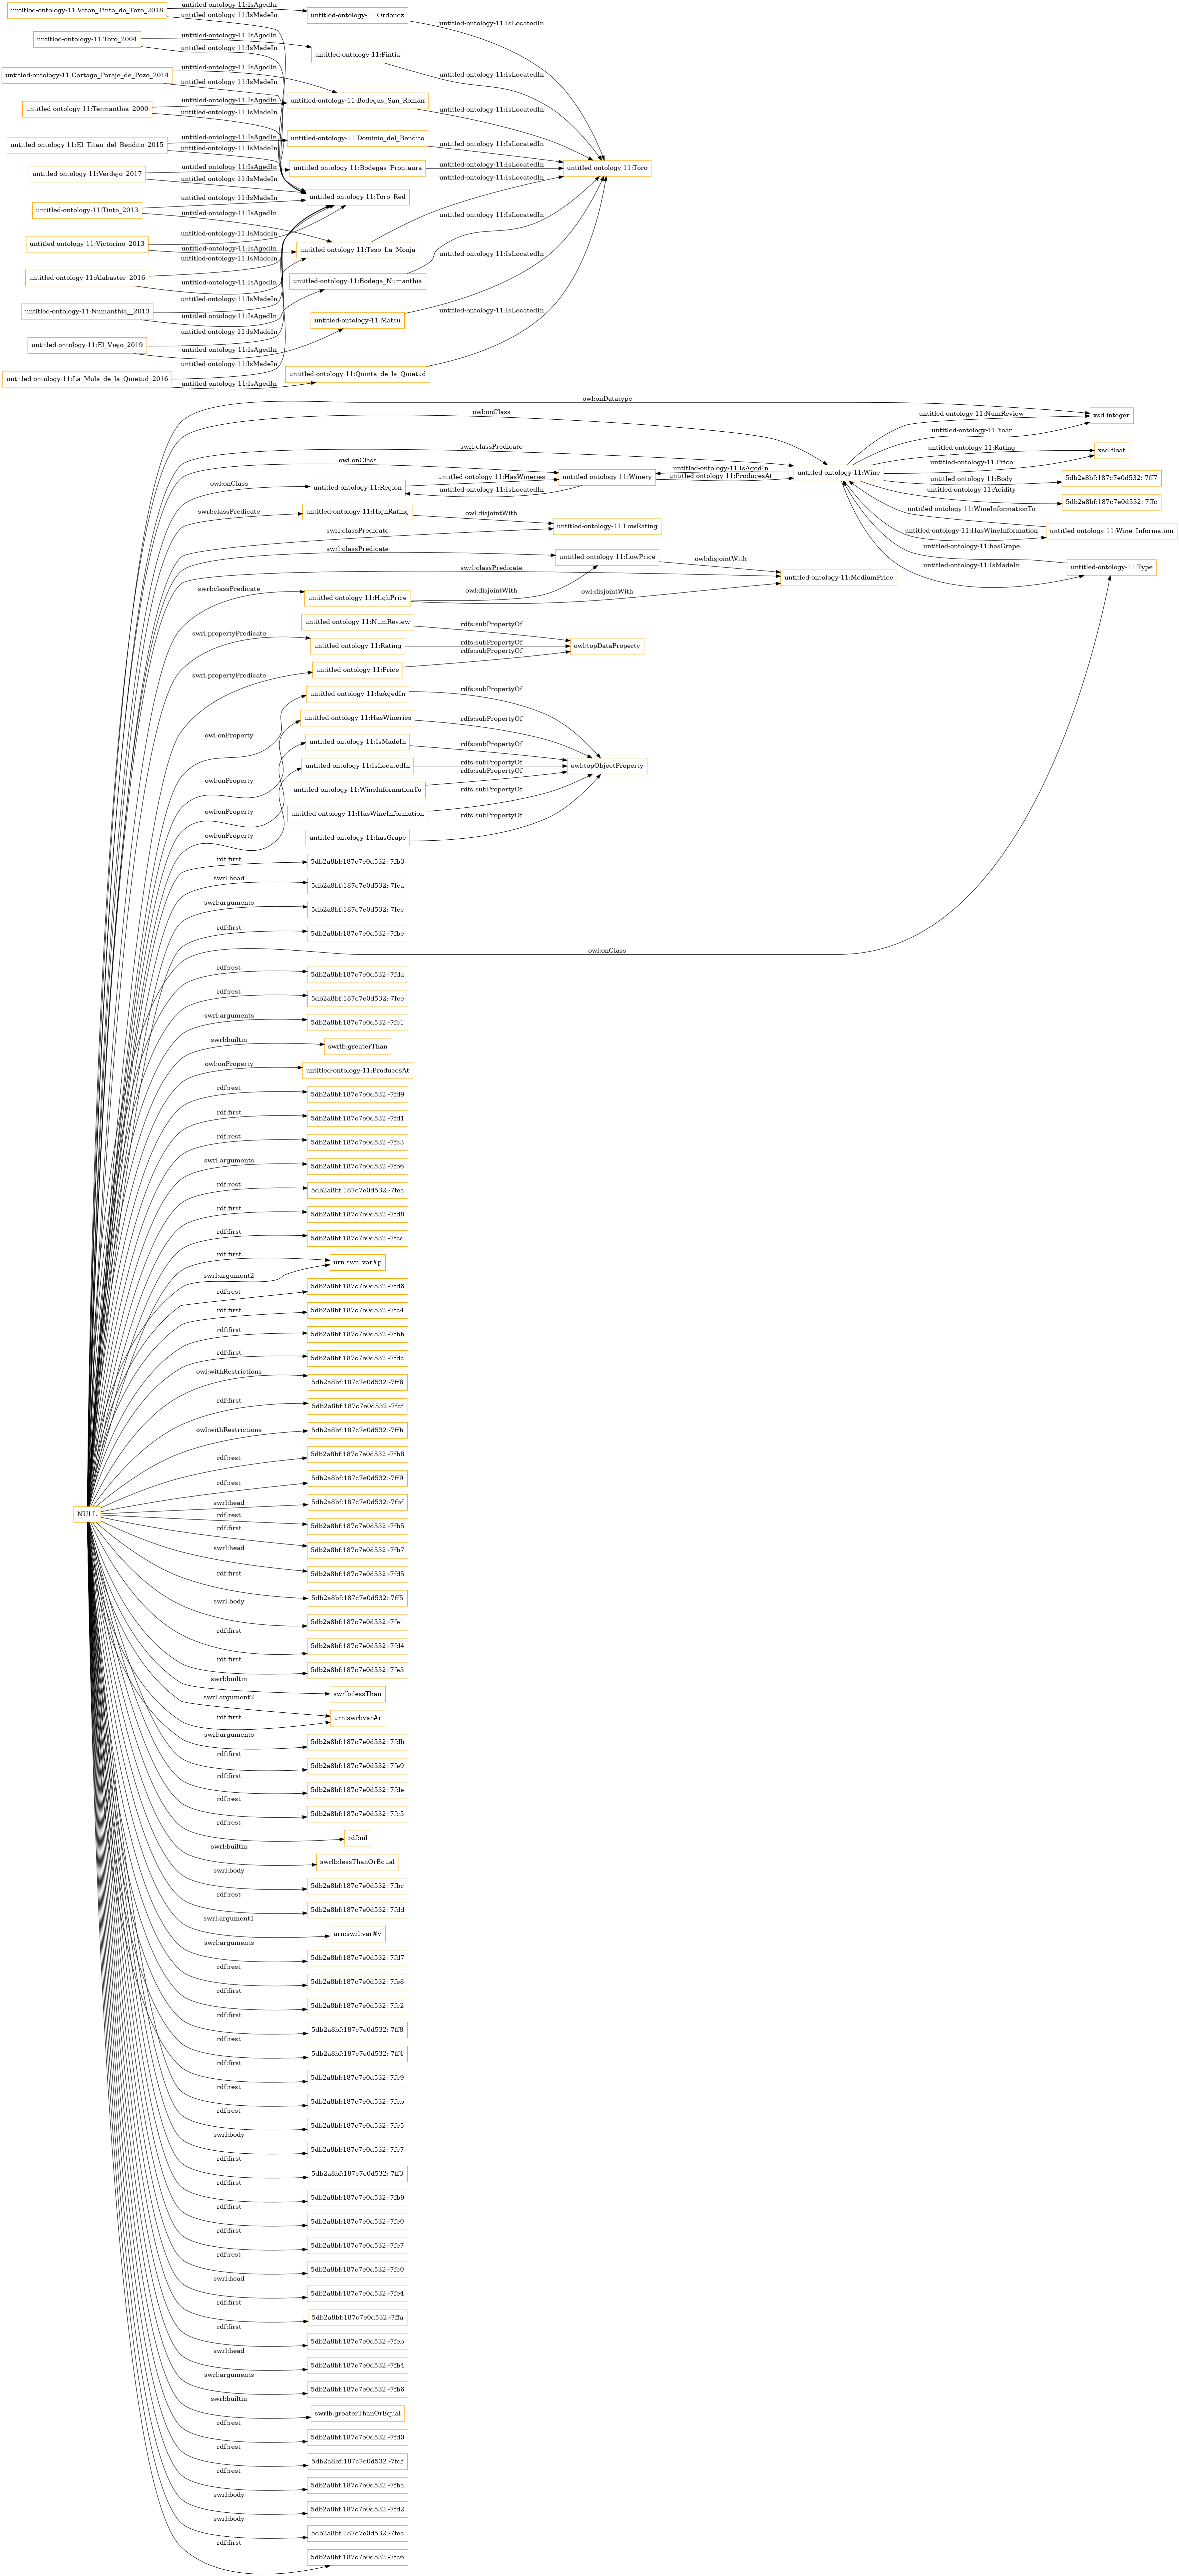 untitled-ontology-11:Vatan_Tinta_de_Toro_2018
untitled-ontology-11:IsAgedIn
untitled-ontology-11:IsMadeIn
untitled-ontology-11:Ordonez
untitled-ontology-11:IsLocatedIn
untitled-ontology-11:Toro_2004
untitled-ontology-11:IsAgedIn
untitled-ontology-11:IsMadeIn
untitled-ontology-11:Pintia
untitled-ontology-11:IsLocatedIn
untitled-ontology-11:Cartago_Paraje_de_Pozo_2014
untitled-ontology-11:IsAgedIn
untitled-ontology-11:IsMadeIn
untitled-ontology-11:Bodegas_San_Roman
untitled-ontology-11:IsLocatedIn
untitled-ontology-11:Termanthia_2000
untitled-ontology-11:IsAgedIn
untitled-ontology-11:IsMadeIn
untitled-ontology-11:El_Titan_del_Bendito_2015
untitled-ontology-11:IsAgedIn
untitled-ontology-11:IsMadeIn
untitled-ontology-11:Dominio_del_Bendito
untitled-ontology-11:IsLocatedIn
untitled-ontology-11:Verdejo_2017
untitled-ontology-11:IsAgedIn
untitled-ontology-11:IsMadeIn
untitled-ontology-11:Bodegas_Frontaura
untitled-ontology-11:IsLocatedIn
untitled-ontology-11:Toro
untitled-ontology-11:IsLocatedIn
untitled-ontology-11:Tinto_2013
untitled-ontology-11:IsMadeIn
untitled-ontology-11:IsAgedIn
untitled-ontology-11:Toro_Red
untitled-ontology-11:IsLocatedIn
untitled-ontology-11:Victorino_2013
untitled-ontology-11:IsMadeIn
untitled-ontology-11:IsAgedIn
untitled-ontology-11:Teso_La_Monja
untitled-ontology-11:IsLocatedIn
untitled-ontology-11:Alabaster_2016
untitled-ontology-11:IsMadeIn
untitled-ontology-11:IsAgedIn
untitled-ontology-11:Bodega_Numanthia
untitled-ontology-11:Numanthia__2013
untitled-ontology-11:IsMadeIn
untitled-ontology-11:IsAgedIn
untitled-ontology-11:Matsu
untitled-ontology-11:IsLocatedIn
untitled-ontology-11:El_Viejo_2019
untitled-ontology-11:IsMadeIn
untitled-ontology-11:IsAgedIn
untitled-ontology-11:La_Mula_de_la_Quietud_2016
untitled-ontology-11:IsMadeIn
untitled-ontology-11:IsAgedIn
untitled-ontology-11:Quinta_de_la_Quietud
owl:onDatatype
owl:onClass
untitled-ontology-11:NumReview
xsd:integer
untitled-ontology-11:Year
swrl:classPredicate
untitled-ontology-11:Rating
xsd:float
owl:onClass
untitled-ontology-11:IsAgedIn
untitled-ontology-11:Wine
untitled-ontology-11:Price
untitled-ontology-11:HasWineries
untitled-ontology-11:Winery
untitled-ontology-11:ProducesAt
untitled-ontology-11:Body
5db2a8bf:187c7e0d532:-7ff7
owl:onClass
untitled-ontology-11:Region
untitled-ontology-11:IsLocatedIn
untitled-ontology-11:Acidity
5db2a8bf:187c7e0d532:-7ffc
swrl:classPredicate
untitled-ontology-11:HighRating
owl:disjointWith
untitled-ontology-11:LowRating
untitled-ontology-11:WineInformationTo
untitled-ontology-11:HasWineInformation
untitled-ontology-11:Wine_Information
swrl:classPredicate
swrl:classPredicate
untitled-ontology-11:LowPrice
owl:disjointWith
untitled-ontology-11:hasGrape
untitled-ontology-11:IsMadeIn
untitled-ontology-11:Type
swrl:classPredicate
untitled-ontology-11:MediumPrice
swrl:classPredicate
untitled-ontology-11:HighPrice
owl:disjointWith
owl:disjointWith
untitled-ontology-11:NumReview
rdfs:subPropertyOf
swrl:propertyPredicate
untitled-ontology-11:Rating
rdfs:subPropertyOf
owl:topDataProperty
swrl:propertyPredicate
untitled-ontology-11:Price
rdfs:subPropertyOf
untitled-ontology-11:IsAgedIn
rdfs:subPropertyOf
owl:onProperty
untitled-ontology-11:HasWineries
rdfs:subPropertyOf
owl:onProperty
untitled-ontology-11:IsMadeIn
rdfs:subPropertyOf
owl:onProperty
untitled-ontology-11:IsLocatedIn
rdfs:subPropertyOf
owl:topObjectProperty
untitled-ontology-11:WineInformationTo
rdfs:subPropertyOf
owl:onProperty
untitled-ontology-11:HasWineInformation
rdfs:subPropertyOf
untitled-ontology-11:hasGrape
rdfs:subPropertyOf
rdf:first
5db2a8bf:187c7e0d532:-7fb3
swrl:head
5db2a8bf:187c7e0d532:-7fca
swrl:arguments
5db2a8bf:187c7e0d532:-7fcc
rdf:first
5db2a8bf:187c7e0d532:-7fbe
owl:onClass
rdf:rest
5db2a8bf:187c7e0d532:-7fda
rdf:rest
5db2a8bf:187c7e0d532:-7fce
swrl:arguments
5db2a8bf:187c7e0d532:-7fc1
swrl:builtin
swrlb:greaterThan
owl:onProperty
untitled-ontology-11:ProducesAt
rdf:rest
5db2a8bf:187c7e0d532:-7fd9
rdf:first
5db2a8bf:187c7e0d532:-7fd1
rdf:rest
5db2a8bf:187c7e0d532:-7fc3
swrl:arguments
5db2a8bf:187c7e0d532:-7fe6
rdf:rest
5db2a8bf:187c7e0d532:-7fea
rdf:first
5db2a8bf:187c7e0d532:-7fd8
rdf:first
5db2a8bf:187c7e0d532:-7fcd
rdf:first
urn:swrl:var#p
swrl:argument2
rdf:rest
5db2a8bf:187c7e0d532:-7fd6
rdf:first
5db2a8bf:187c7e0d532:-7fc4
rdf:first
5db2a8bf:187c7e0d532:-7fbb
rdf:first
5db2a8bf:187c7e0d532:-7fdc
owl:withRestrictions
5db2a8bf:187c7e0d532:-7ff6
rdf:first
5db2a8bf:187c7e0d532:-7fcf
owl:withRestrictions
5db2a8bf:187c7e0d532:-7ffb
rdf:rest
5db2a8bf:187c7e0d532:-7fb8
rdf:rest
5db2a8bf:187c7e0d532:-7ff9
swrl:head
5db2a8bf:187c7e0d532:-7fbf
NULL
rdf:rest
5db2a8bf:187c7e0d532:-7fb5
rdf:first
5db2a8bf:187c7e0d532:-7fb7
swrl:head
5db2a8bf:187c7e0d532:-7fd5
rdf:first
5db2a8bf:187c7e0d532:-7ff5
swrl:body
5db2a8bf:187c7e0d532:-7fe1
rdf:first
5db2a8bf:187c7e0d532:-7fd4
rdf:first
5db2a8bf:187c7e0d532:-7fe3
swrl:builtin
swrlb:lessThan
swrl:argument2
urn:swrl:var#r
rdf:first
swrl:arguments
5db2a8bf:187c7e0d532:-7fdb
rdf:first
5db2a8bf:187c7e0d532:-7fe9
rdf:first
5db2a8bf:187c7e0d532:-7fde
rdf:rest
5db2a8bf:187c7e0d532:-7fc5
rdf:rest
rdf:nil
swrl:builtin
swrlb:lessThanOrEqual
swrl:body
5db2a8bf:187c7e0d532:-7fbc
rdf:rest
5db2a8bf:187c7e0d532:-7fdd
swrl:argument1
urn:swrl:var#v
swrl:arguments
5db2a8bf:187c7e0d532:-7fd7
rdf:rest
5db2a8bf:187c7e0d532:-7fe8
rdf:first
5db2a8bf:187c7e0d532:-7fc2
rdf:first
5db2a8bf:187c7e0d532:-7ff8
rdf:rest
5db2a8bf:187c7e0d532:-7ff4
rdf:first
5db2a8bf:187c7e0d532:-7fc9
rdf:rest
5db2a8bf:187c7e0d532:-7fcb
rdf:rest
5db2a8bf:187c7e0d532:-7fe5
swrl:body
5db2a8bf:187c7e0d532:-7fc7
rdf:first
5db2a8bf:187c7e0d532:-7ff3
rdf:first
5db2a8bf:187c7e0d532:-7fb9
rdf:first
5db2a8bf:187c7e0d532:-7fe0
rdf:first
5db2a8bf:187c7e0d532:-7fe7
rdf:rest
5db2a8bf:187c7e0d532:-7fc0
swrl:head
5db2a8bf:187c7e0d532:-7fe4
rdf:first
5db2a8bf:187c7e0d532:-7ffa
rdf:first
5db2a8bf:187c7e0d532:-7feb
swrl:head
5db2a8bf:187c7e0d532:-7fb4
swrl:arguments
5db2a8bf:187c7e0d532:-7fb6
swrl:builtin
swrlb:greaterThanOrEqual
rdf:rest
5db2a8bf:187c7e0d532:-7fd0
rdf:rest
5db2a8bf:187c7e0d532:-7fdf
rdf:rest
5db2a8bf:187c7e0d532:-7fba
swrl:body
5db2a8bf:187c7e0d532:-7fd2
swrl:body
5db2a8bf:187c7e0d532:-7fec
rdf:first
5db2a8bf:187c7e0d532:-7fc6